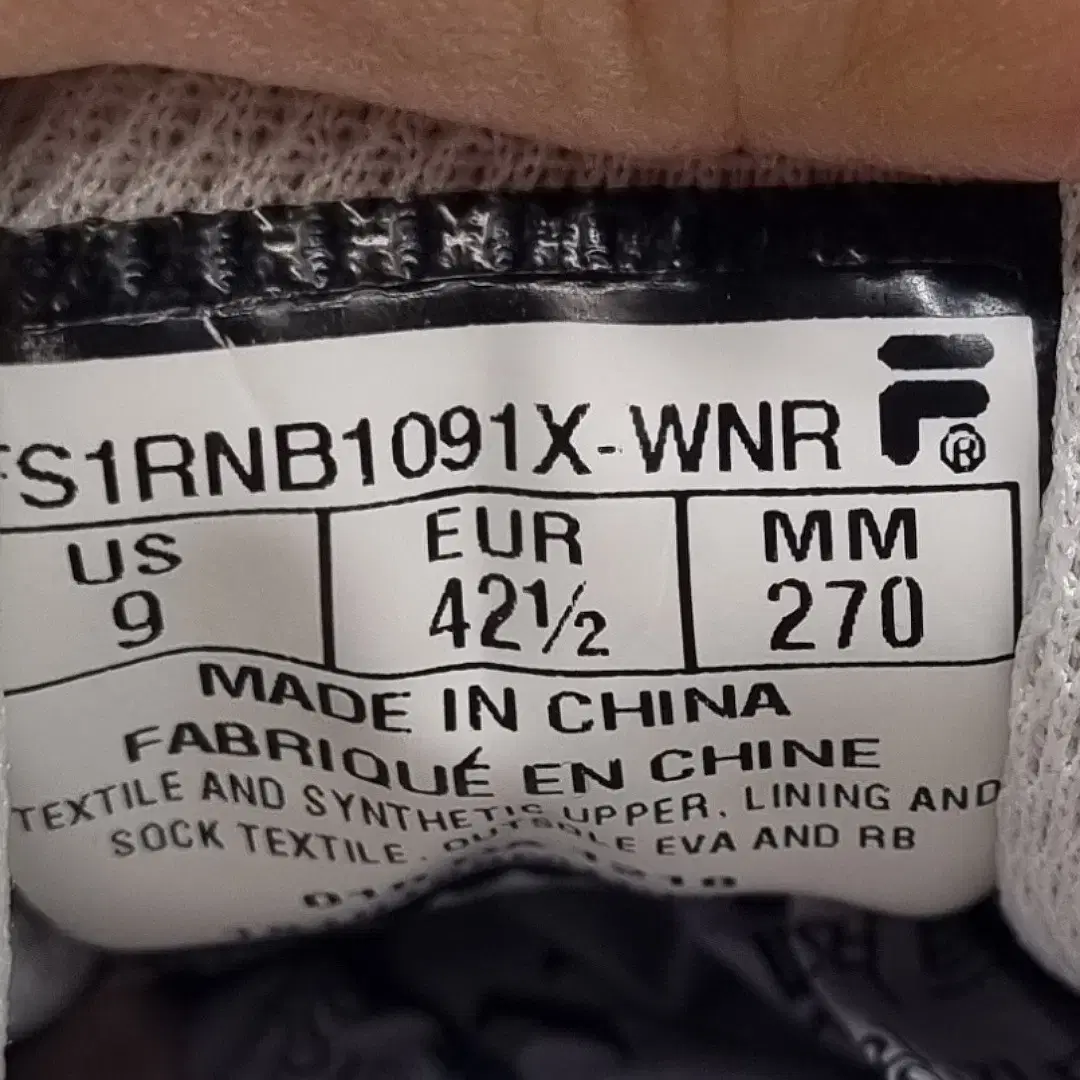 FS1RNB1091X-WNR
US EUR MM
9 42½ 270
MADE IN CHINA
FABRIQUÉ EN CHINE
TEXTILE AND SYNTHETIC UPPER. LINING AND
SOCK TEXTILE. OUTSOLE EVA AND RB